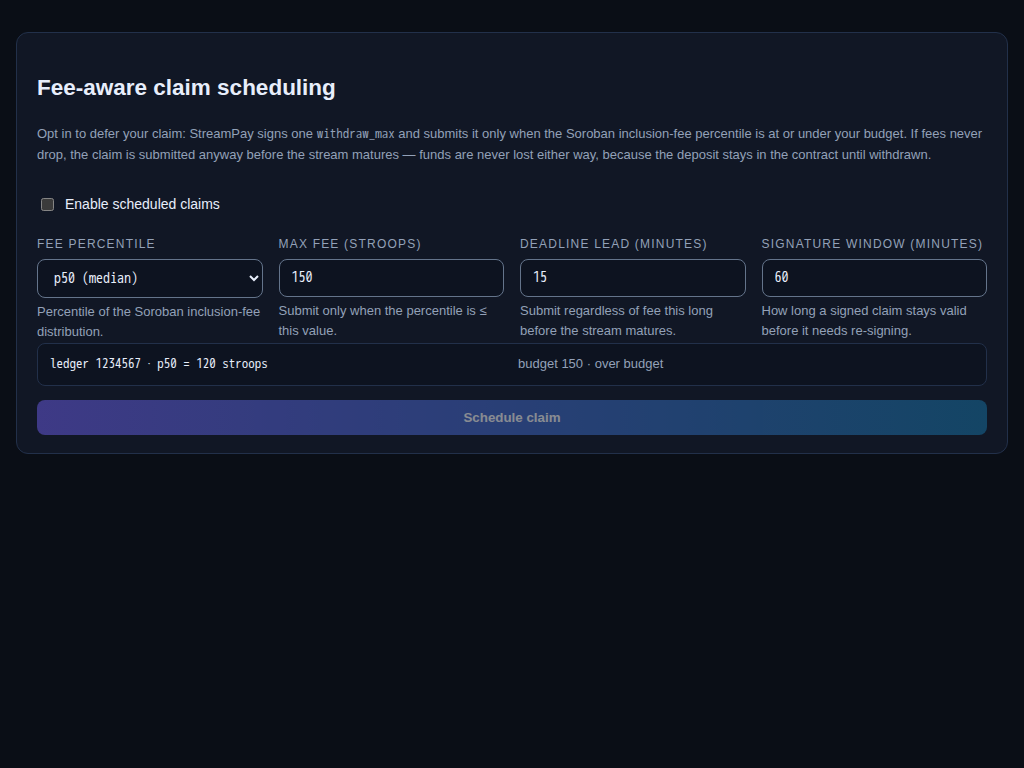 Fee-aware claim scheduling
Opt in to defer your claim: StreamPay signs one withdraw_max and submits it only when the Soroban inclusion-fee percentile is at or under your budget. If fees never
drop, the claim is submitted anyway before the stream matures — funds are never lost either way, because the deposit stays in the contract until withdrawn.
Enable scheduled claims
FEE PERCENTILE
p50 (median)
Percentile of the Soroban inclusion-fee
distribution.
MAX FEE (STROOPS)
150
Submit only when the percentile is ≤
this value.
DEADLINE LEAD (MINUTES)
15
Submit regardless of fee this long
before the stream matures.
SIGNATURE WINDOW (MINUTES)
60
How long a signed claim stays valid
before it needs re-signing.
ledger 1234567 · p50 = 120 stroops
budget 150 · over budget
Schedule claim